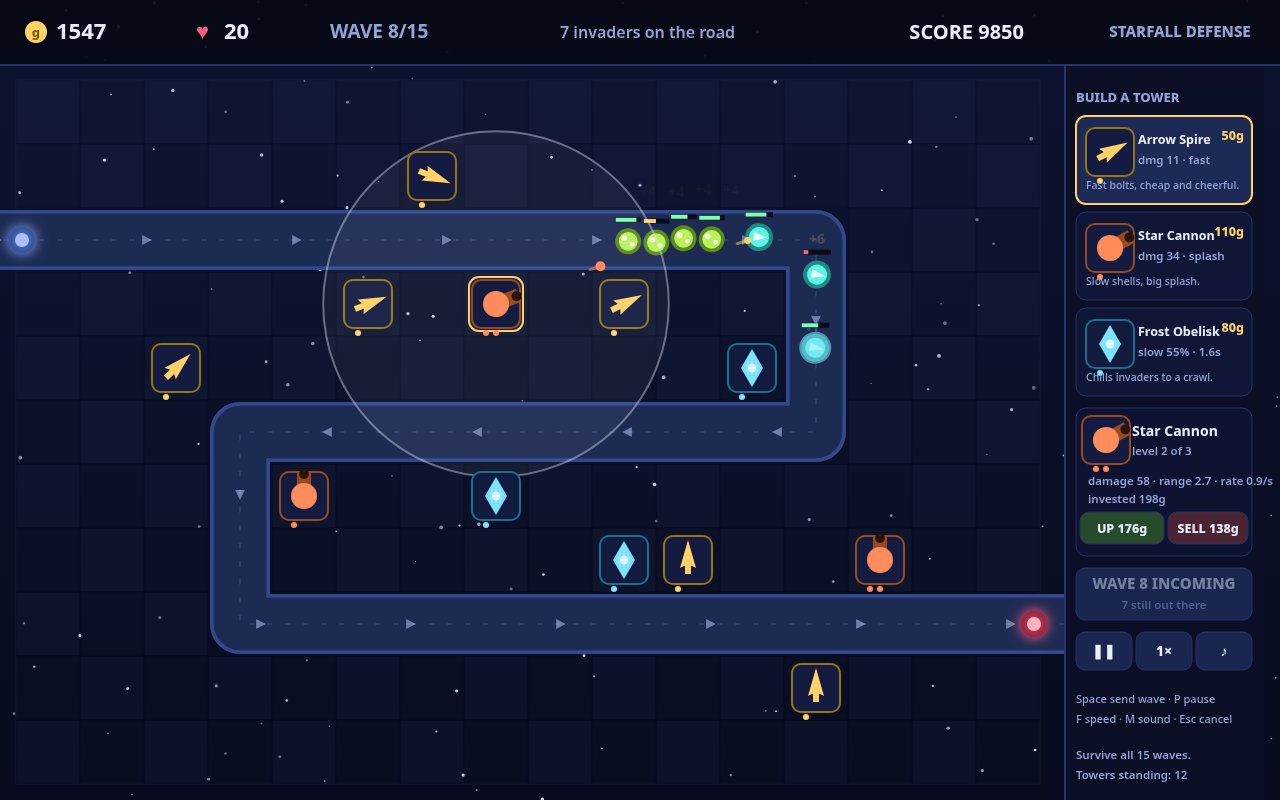 g 1547 ♥ 20 WAVE 8/15 7 invaders on the road SCORE 9850 STARFALL DEFENSE
+4 +4 +4
+6
BUILD A TOWER
Arrow Spire 50g
dmg 11 · fast
Fast bolts, cheap and cheerful.
Star Cannon 110g
dmg 34 · splash
Slow shells, big splash.
Frost Obelisk 80g
slow 55% · 1.6s
Chills invaders to a crawl.
Star Cannon
level 2 of 3
damage 58 · range 2.7 · rate 0.9/s
invested 198g
UP 176g SELL 138g
WAVE 8 INCOMING
7 still out there
❚❚ 1× ♪
Space send wave · P pause
F speed · M sound · Esc cancel
Survive all 15 waves.
Towers standing: 12